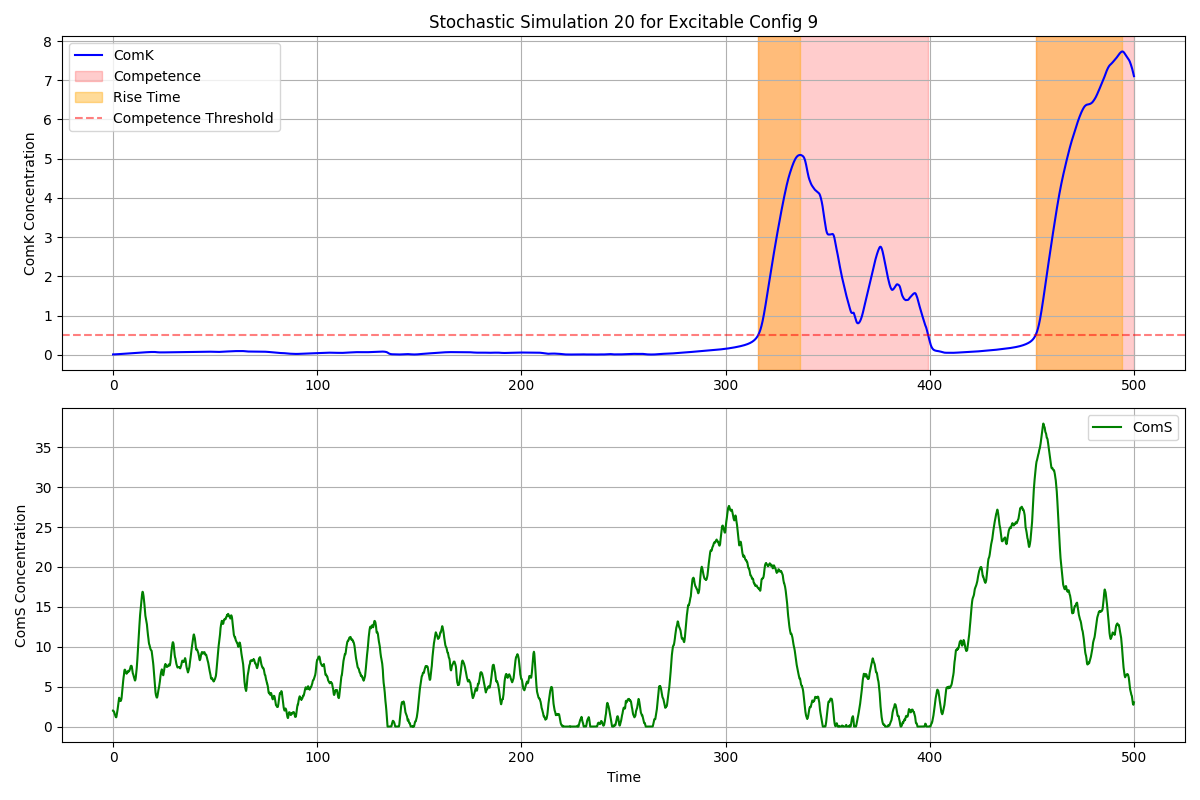 Stochastic Simulation 20 for Excitable Config 9
ComK Concentration
8
7
6
5
4
3
2
1
0
ComK
Competence
Rise Time
Competence Threshold
0 100 200 300 400 500
ComS Concentration
35
30
25
20
15
10
5
0
ComS
0 100 200 300 400 500
Time